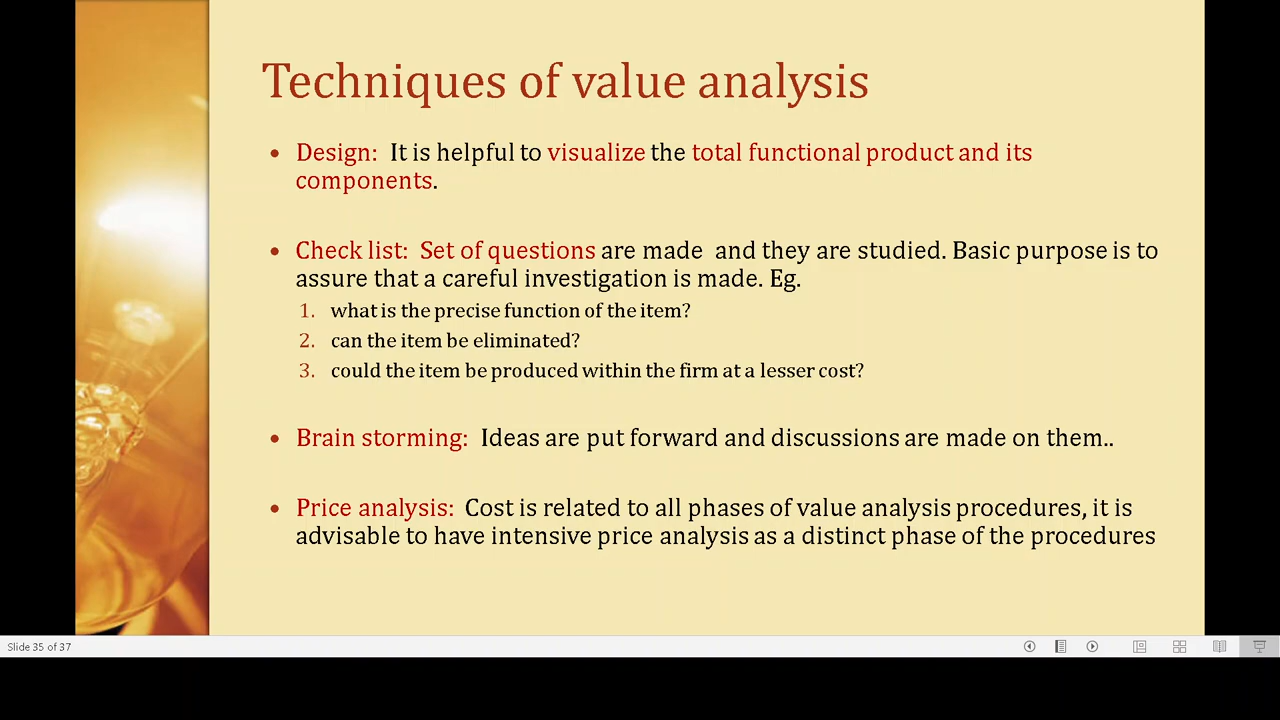 Techniques of value analysis
• Design: It is helpful to visualize the total functional product and its
components.
• Check list: Set of questions are made and they are studied. Basic purpose is to
assure that a careful investigation is made. Eg.
1. what is the precise function of the item?
2. can the item be eliminated?
3. could the item be produced within the firm at a lesser cost?
• Brain storming: Ideas are put forward and discussions are made on them..
• Price analysis: Cost is related to all phases of value analysis procedures, it is
advisable to have intensive price analysis as a distinct phase of the procedures
Slide 35 of 37